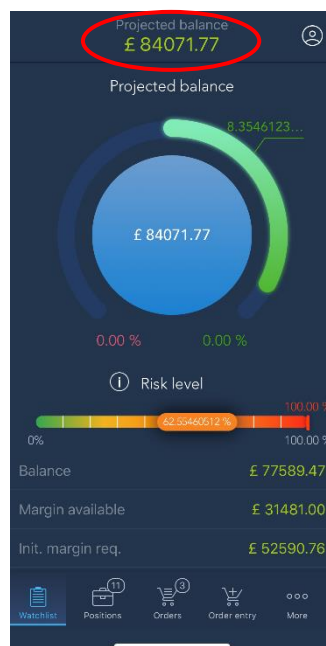 Projected balance
£ 84071.77
Projected balance
8.3546123...
£ 84071.77
0.00 % 0.00 %
i Risk level
100.00 %
62.55460512 %
0% 100.00 %
Balance £ 77589.47
Margin available £ 31481.00
Init. margin req. £ 52590.76
11 3
Watchlist Positions Orders Order entry More